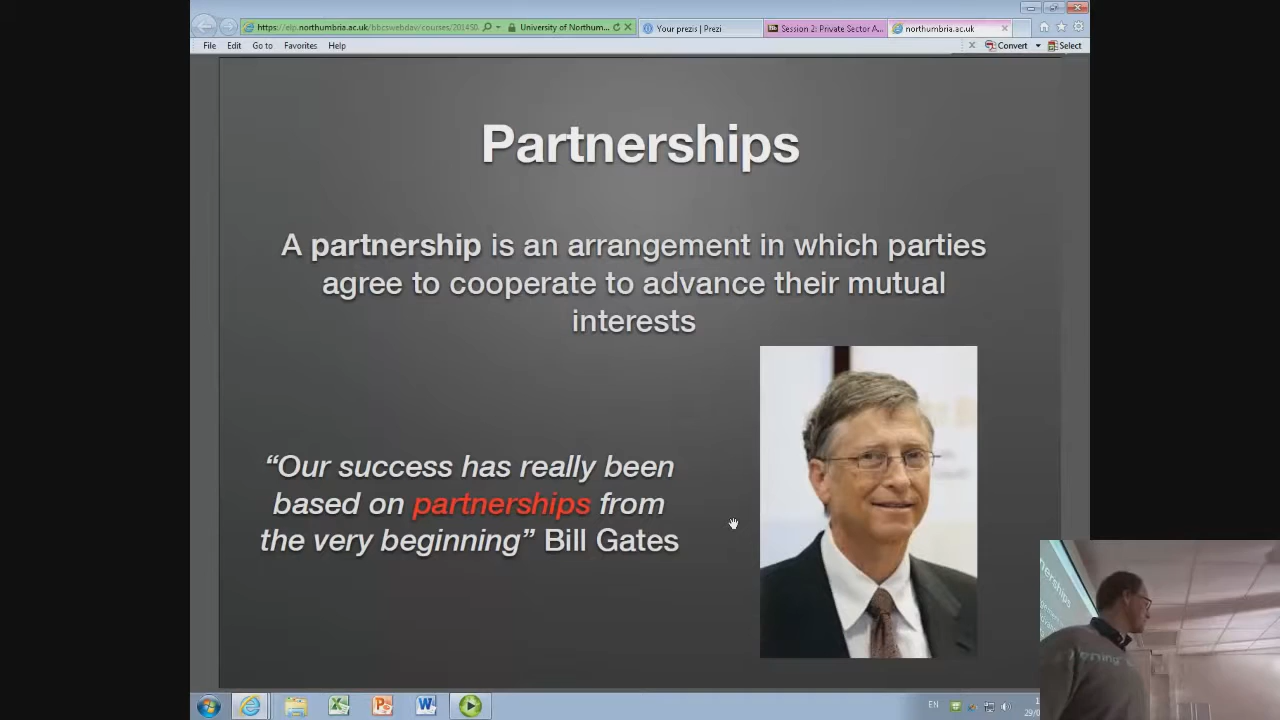 https://elp.northumbria.ac.uk
University of Northum...
Your prezis | Prezi
Session 2: Private Sector A...
northumbria.ac.uk
File Edit Go to Favorites Help
Convert
Select
Partnerships
A partnership is an arrangement in which parties
agree to cooperate to advance their mutual
interests
“Our success has really been
based on partnerships from
the very beginning” Bill Gates
EN